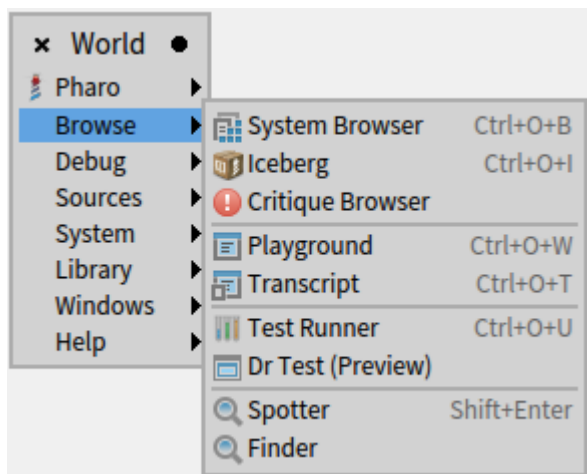 World
Pharo
Browse
Debug
Sources
System
Library
Windows
Help
System Browser Ctrl+O+B
Iceberg Ctrl+O+I
Critique Browser
Playground Ctrl+O+W
Transcript Ctrl+O+T
Test Runner Ctrl+O+U
Dr Test (Preview)
Spotter Shift+Enter
Finder